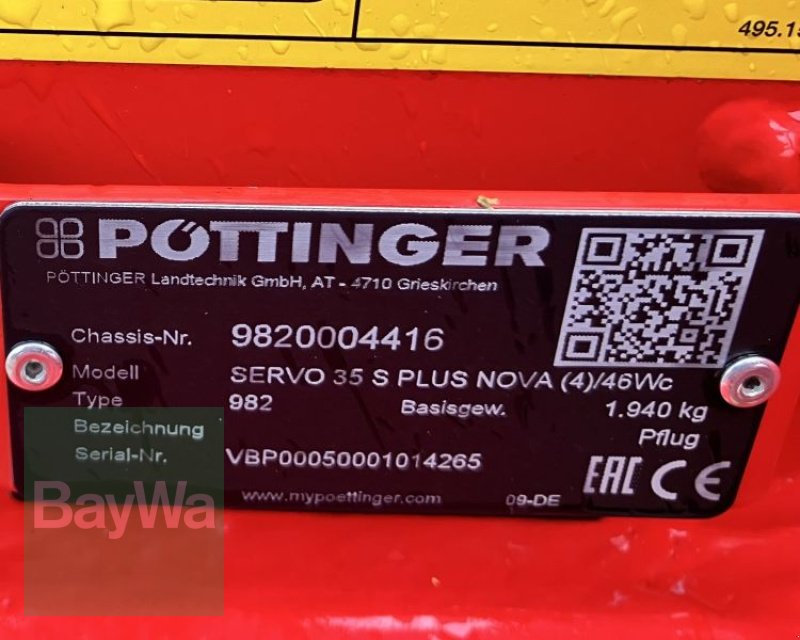 495.15
PÖTTINGER
PÖTTINGER Landtechnik GmbH, AT - 4710 Grieskirchen
Chassis-Nr. 9820004416
Modell SERVO 35 S PLUS NOVA (4)/46Wc
Type 982 Basisgew. 1.940 kg
Bezeichnung Pflug
Serial-Nr. VBP00050001014265
EAC CE
www.mypoettinger.com 09-DE
BayWa